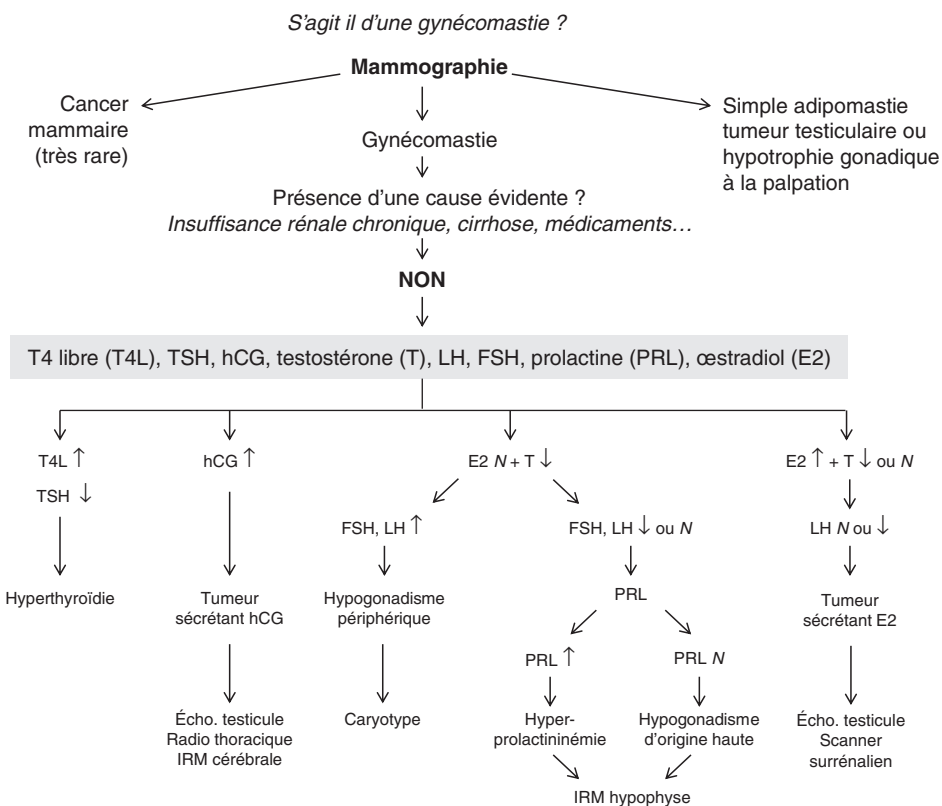 S'agit il d'une gynécomastie ?
Mammographie
Cancer
mammaire
(très rare)
Gynécomastie
Simple adipomastie
tumeur testiculaire ou
hypotrophie gonadique
à la palpation
Présence d'une cause évidente ?
Insuffisance rénale chronique, cirrhose, médicaments…
NON
T4 libre (T4L), TSH, hCG, testostérone (T), LH, FSH, prolactine (PRL), œstradiol (E2)
T4L ↑
TSH ↓
Hyperthyroïdie
hCG ↑
Tumeur
sécrétant hCG
Écho. testicule
Radio thoracique
IRM cérébrale
E2 N + T ↓
FSH, LH ↑
Hypogonadisme
périphérique
Caryotype
FSH, LH ↓ ou N
PRL
PRL ↑
Hyper-
prolactininémie
PRL N
Hypogonadisme
d'origine haute
IRM hypophyse
E2 ↑ + T ↓ ou N
LH N ou ↓
Tumeur
sécrétant E2
Écho. testicule
Scanner
surrénalien